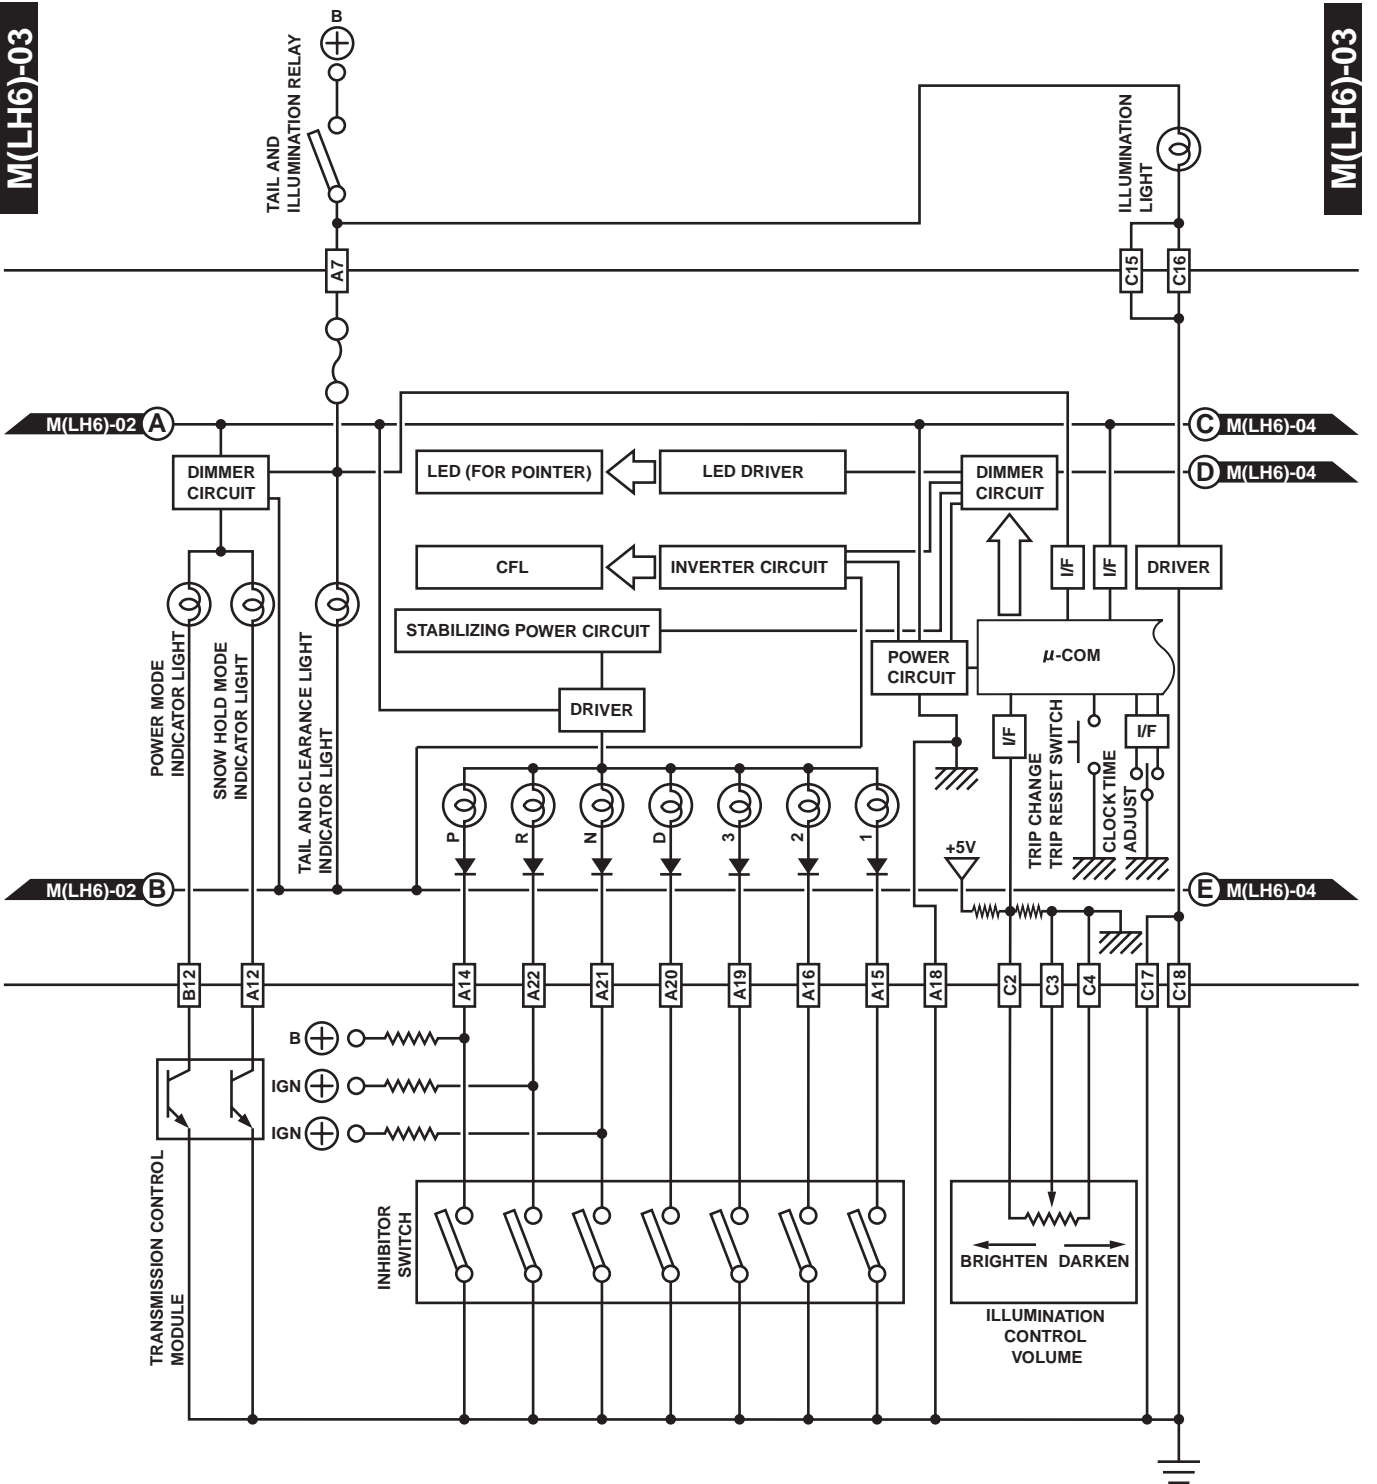 M(LH6)-03
M(LH6)-03
B
TAIL AND
ILLUMINATION RELAY
ILLUMINATION
LIGHT
A7
C15
C16
M(LH6)-02
A
C
M(LH6)-04
DIMMER
CIRCUIT
LED (FOR POINTER)
LED DRIVER
DIMMER
CIRCUIT
D
M(LH6)-04
CFL
INVERTER CIRCUIT
I/F
I/F
DRIVER
STABILIZING POWER CIRCUIT
POWER
CIRCUIT
μ-COM
POWER MODE
INDICATOR LIGHT
SNOW HOLD MODE
INDICATOR LIGHT
TAIL AND CLEARANCE LIGHT
INDICATOR LIGHT
DRIVER
I/F
TRIP CHANGE
TRIP RESET SWITCH
CLOCK TIME
ADJUST
I/F
P
R
N
D
3
2
1
+5V
M(LH6)-02
B
E
M(LH6)-04
B12
A12
A14
A22
A21
A20
A19
A16
A15
A18
C2
C3
C4
C17
C18
B
IGN
IGN
TRANSMISSION CONTROL
MODULE
INHIBITOR
SWITCH
BRIGHTEN
DARKEN
ILLUMINATION
CONTROL
VOLUME